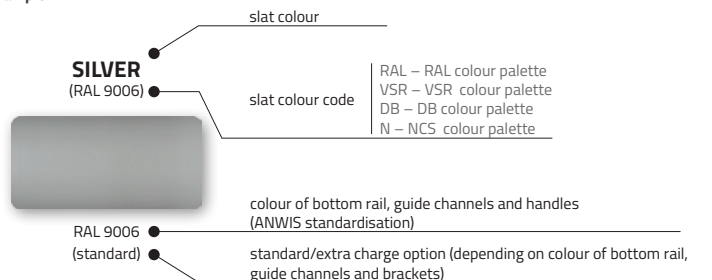 slat colour
SILVER
(RAL 9006)
slat colour code
RAL – RAL colour palette
VSR – VSR colour palette
DB – DB colour palette
N – NCS colour palette
colour of bottom rail, guide channels and handles
(ANWIS standardisation)
RAL 9006
(standard)
standard/extra charge option (depending on colour of bottom rail,
guide channels and brackets)